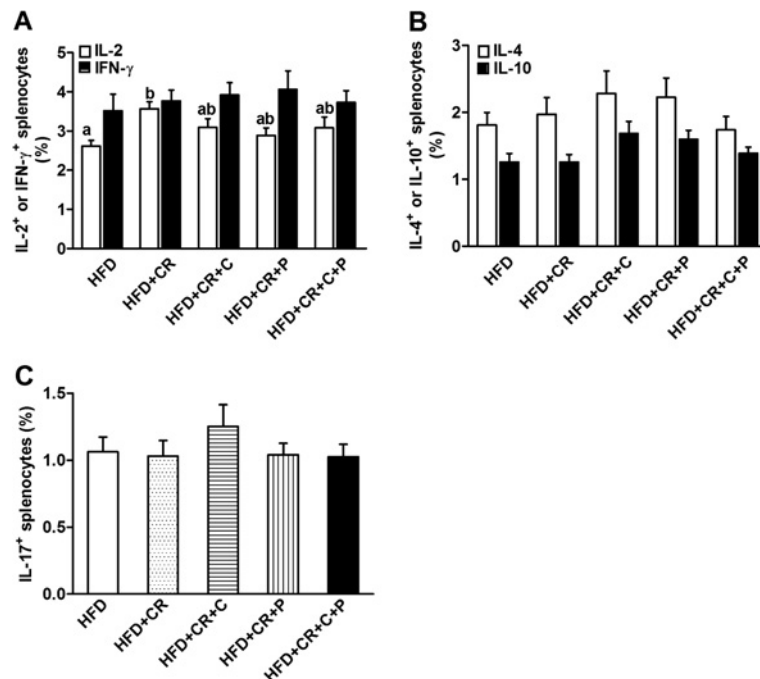 A
IL-2
IFN-γ
IL-2⁺ or IFN-γ⁺ splenocytes
(%)
6
5
4
3
2
1
0
a
b
ab
ab
ab
HFD
HFD+CR
HFD+CR+C
HFD+CR+P
HFD+CR+C+P
B
IL-4
IL-10
IL-4⁺ or IL-10⁺ splenocytes
(%)
3
2
1
0
HFD
HFD+CR
HFD+CR+C
HFD+CR+P
HFD+CR+C+P
C
IL-17⁺ splenocytes (%)
1.5
1.0
0.5
0.0
HFD
HFD+CR
HFD+CR+C
HFD+CR+P
HFD+CR+C+P